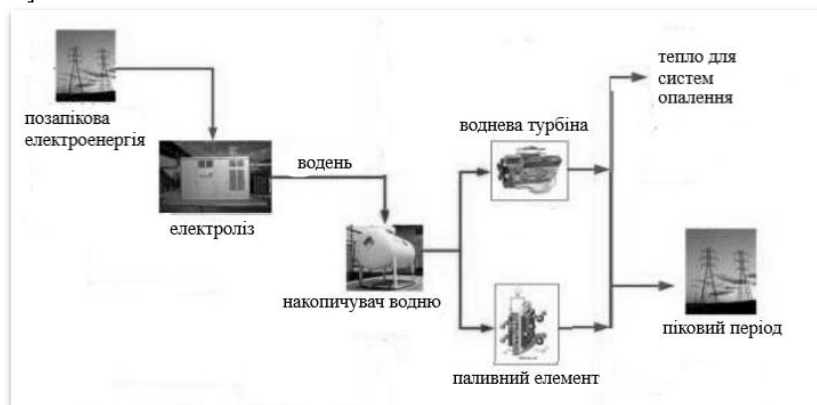 позапікова
електроенергія
електроліз
водень
накопичувач водню
воднева турбіна
паливний елемент
тепло для
систем
опалення
піковий період